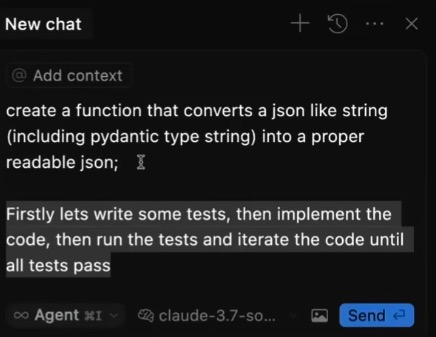 New chat
@ Add context
create a function that converts a json like string
(including pydantic type string) into a proper
readable json;
Firstly lets write some tests, then implement the
code, then run the tests and iterate the code until
all tests pass
∞ Agent ⌘I claude-3.7-so... Send ⏎